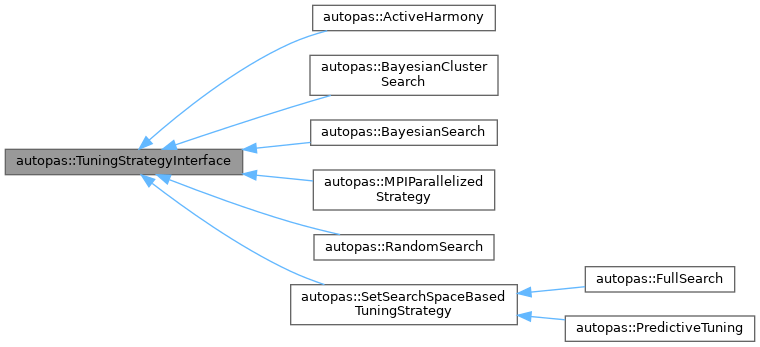 autopas::ActiveHarmony
autopas::BayesianCluster
Search
autopas::BayesianSearch
autopas::TuningStrategyInterface
autopas::MPIParallelized
Strategy
autopas::RandomSearch
autopas::SetSearchSpaceBased
TuningStrategy
autopas::FullSearch
autopas::PredictiveTuning